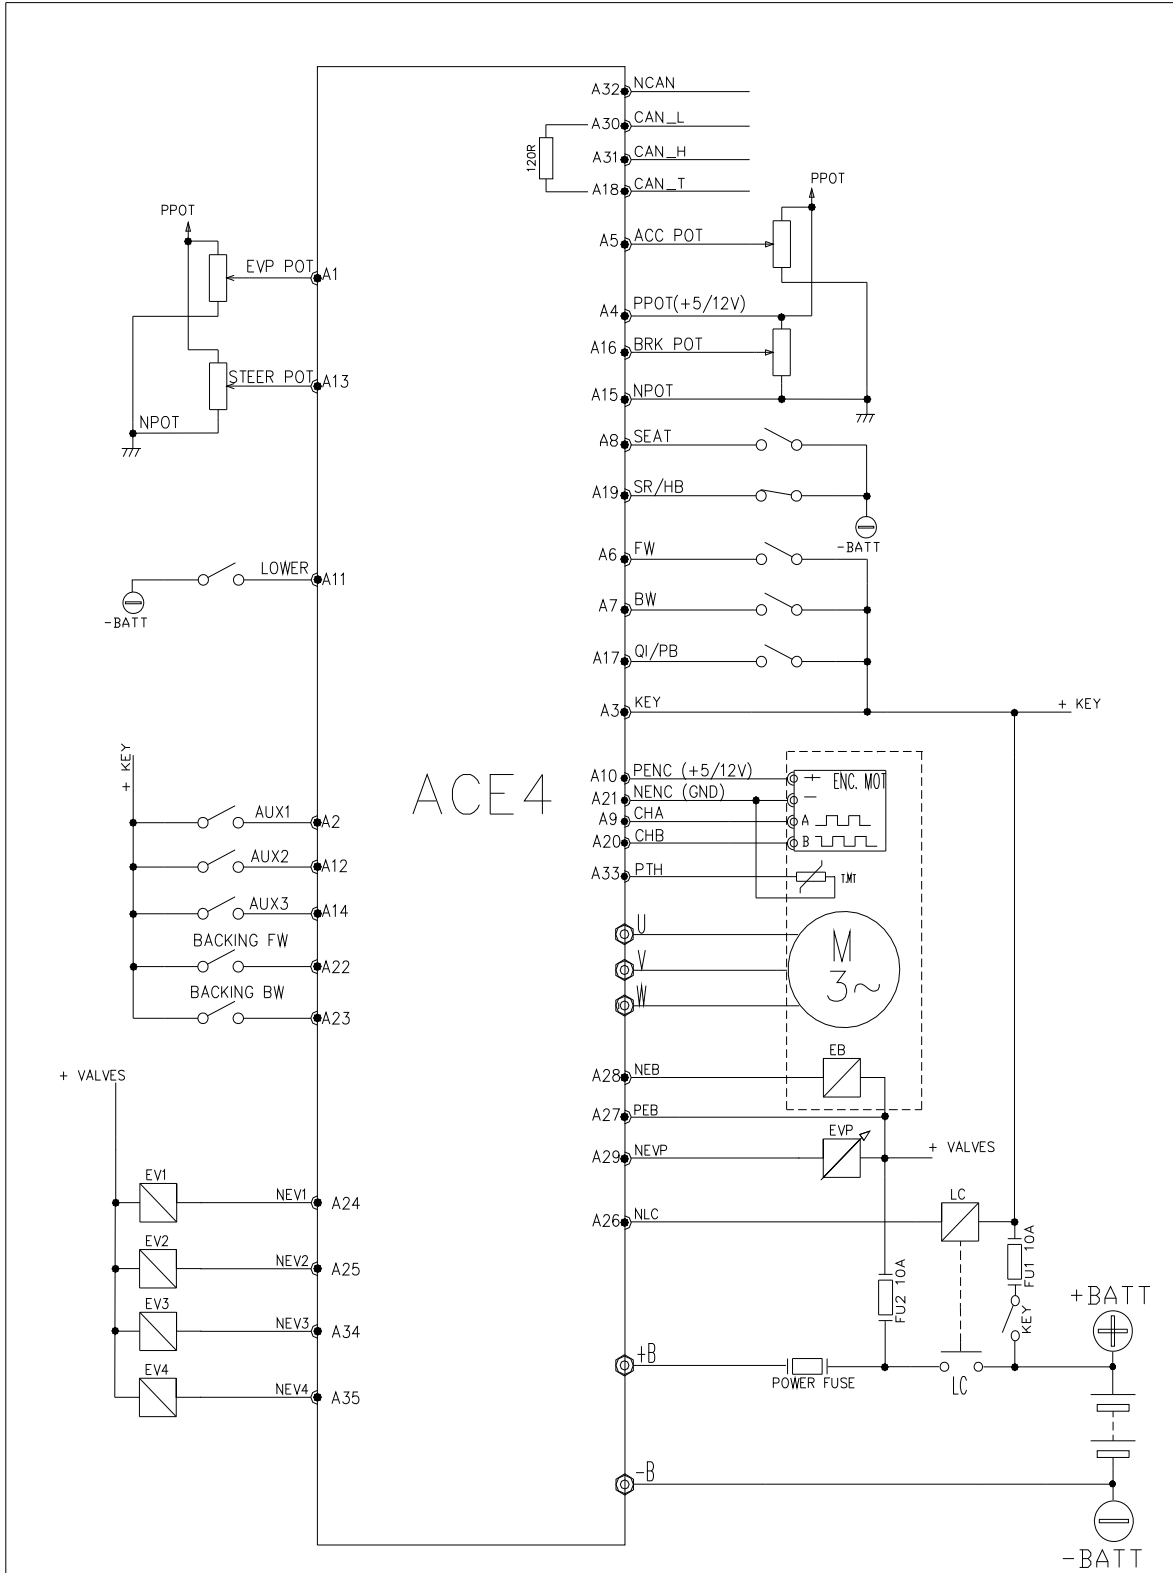 A32 NCAN
A30 CAN_L
120R
A31 CAN_H
A18 CAN_T
PPOT
PPOT
A5 ACC POT
EVP POT A1
A4 PPOT(+5/12V)
A16 BRK POT
STEER POT A13
A15 NPOT
NPOT
A8 SEAT
A19 SR/HB
-BATT
A6 FW
LOWER A11
-BATT
A7 BW
A17 QI/PB
A3 KEY
+ KEY
+ KEY
ACE4
A10 PENC (+5/12V)
+ ENC. MOT
A21 NENC (GND)
-
A9 CHA
A
A20 CHB
B
AUX1 A2
AUX2 A12
A33 PTH
T.MT
AUX3 A14
U
BACKING FW
A22
V
M
3~
BACKING BW
A23
W
EB
A28 NEB
+ VALVES
A27 PEB
EVP
A29 NEVP
+ VALVES
EV1
NEV1 A24
LC
A26 NLC
FU1 10A
EV2
NEV2 A25
FU2 10A
KEY
+BATT
EV3
NEV3 A34
+B
POWER FUSE
LC
EV4
NEV4 A35
-B
-BATT